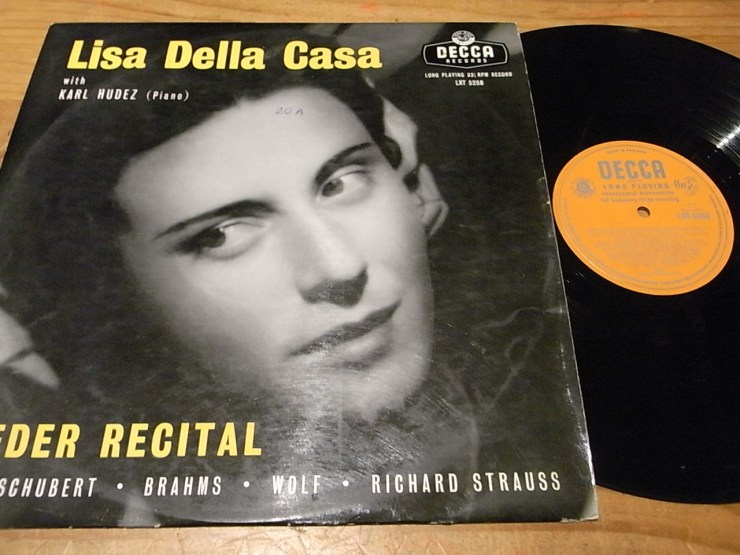 Lisa Della Casa
with
KARL HUDEZ (Piano)
DECCA
RECORDS
LONG PLAYING 33⅓ RPM RECORD
LXT 5258
20 A
EDER RECITAL
SCHUBERT • BRAHMS • WOLF • RICHARD STRAUSS
DECCA
LONG PLAYING
ffrr